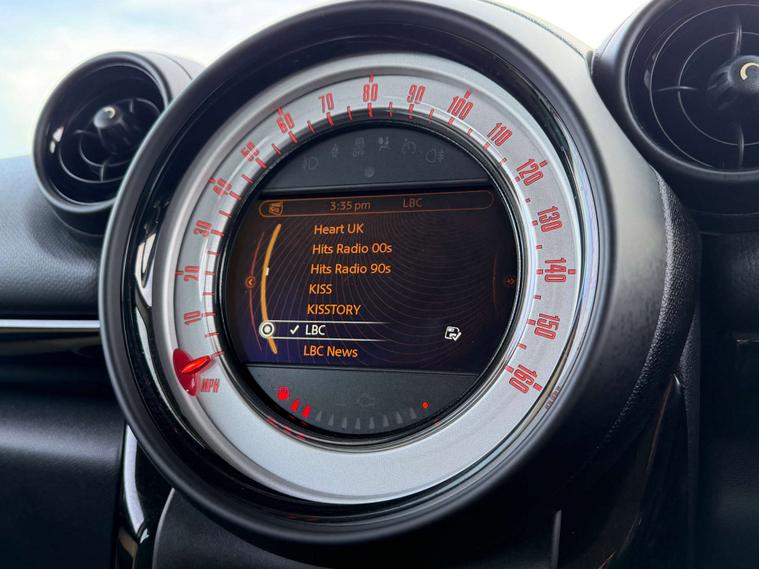 3:35 pm LBC
Heart UK
Hits Radio 00s
Hits Radio 90s
KISS
KISSTORY
✓ LBC
LBC News
10
20
30
40
50
60
70
80
90
100
110
120
130
140
150
160
MPH